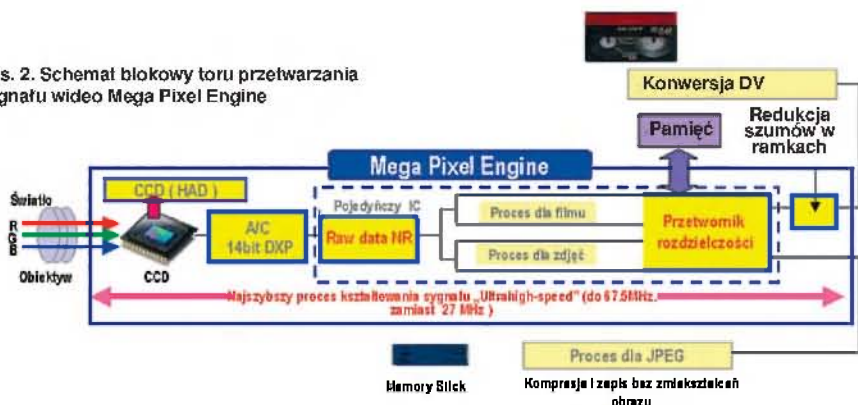 s. 2. Schemat blokowy toru przetwarzania
gnału wideo Mega Pixel Engine
Konwersja DV
Pamięć
Redukcja
szumów w
ramkach
Mega Pixel Engine
Światło
CCD ( HAD )
Pojedyńczy IC
R
G
B
A/C
14bit DXP
Raw data NR
Proces dla filmu
Proces dla zdjęć
Przetwornik
rozdzielczości
Obiektyw
CCD
Najszybszy proces kształtowania sygnału „Ultrahigh-speed” (do 67.5MHz.
zamiast 27 MHz )
Proces dla JPEG
Memory Stick
Kompresja i zapis bez zniekształceń
obrazu